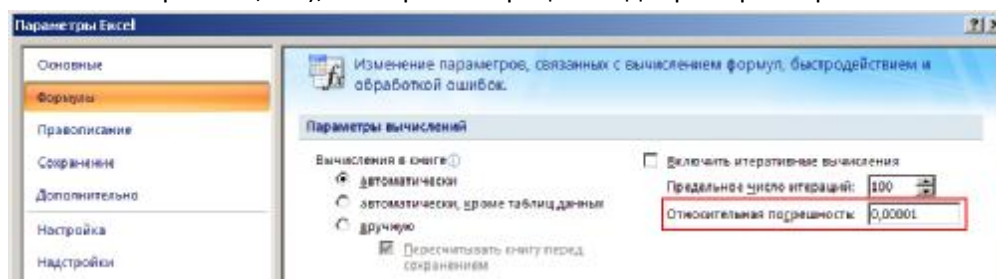 Параметры Excel
Основные
Формулы
Правописание
Сохранение
Дополнительно
Настройка
Надстройки
Изменение параметров, связанных с вычислением формул, быстродействием и
обработкой ошибок.
Параметры вычислений
Вычисления в книге
автоматически
автоматически, кроме таблиц данных
вручную
Пересчитывать книгу перед
сохранением
Включить итеративные вычисления
Предельное число итераций: 100
Относительная погрешность: 0,00001